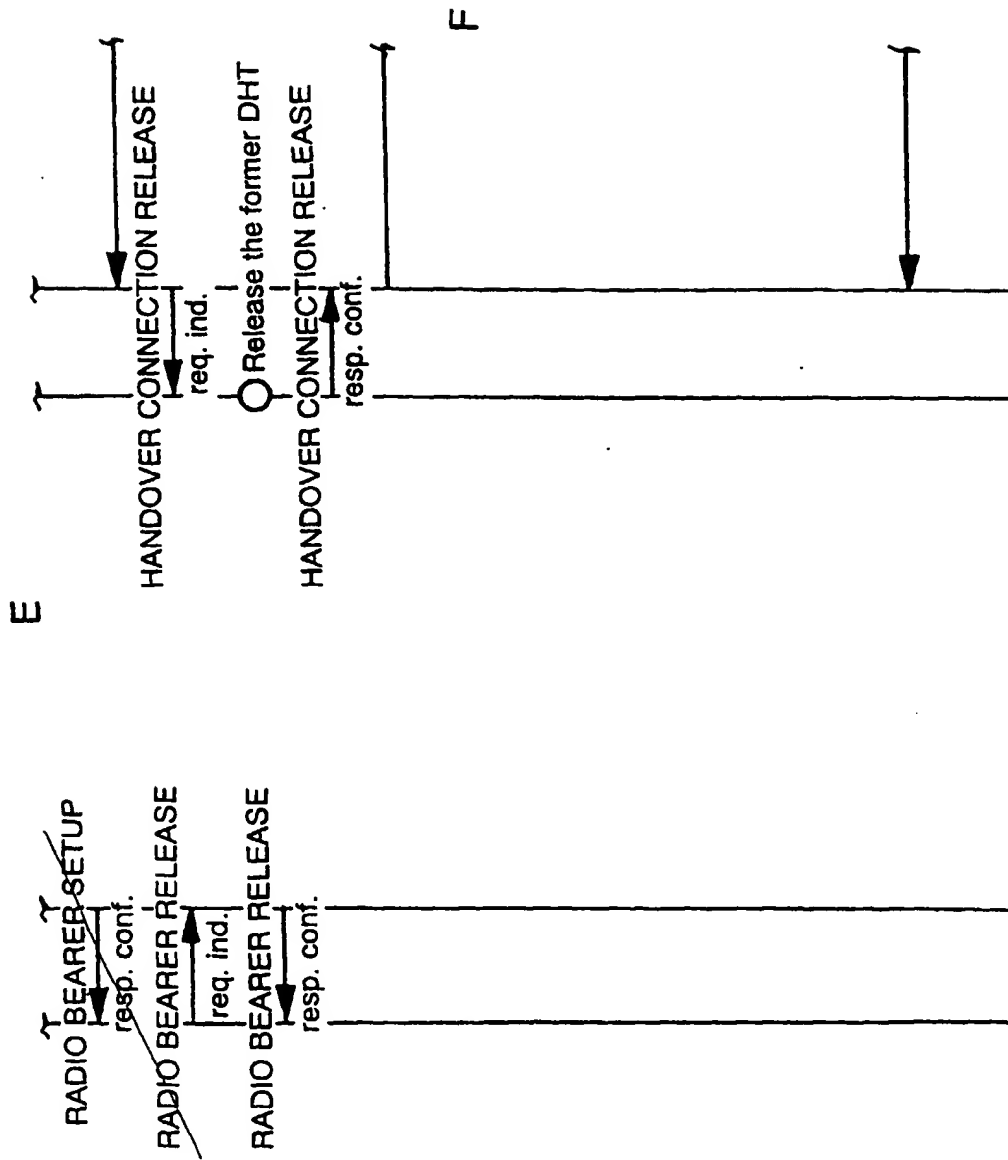 E
RADIO BEARER SETUP
resp. conf.
RADIO BEARER RELEASE
req. ind.
RADIO BEARER RELEASE
resp. conf.
HANDOVER CONNECTION RELEASE
req. ind.
Release the former DHT
HANDOVER CONNECTION RELEASE
resp. conf.
F